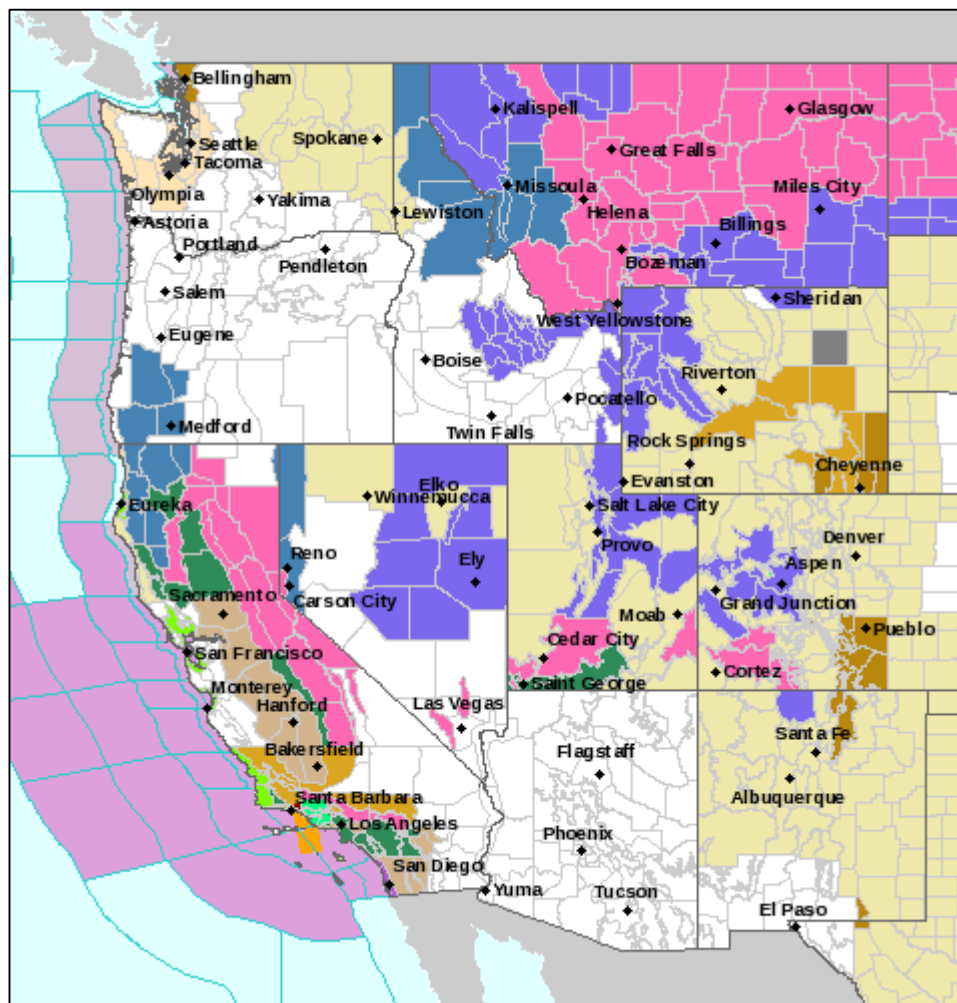 Bellingham
Kalispell
Glasgow
Seattle
Spokane
Great Falls
Tacoma
Olympia
Missoula
Miles City
Yakima
Lewiston
Helena
Astoria
Billings
Portland
Pendleton
Bozeman
Salem
Sheridan
West Yellowstone
Eugene
Boise
Riverton
Pocatello
Medford
Twin Falls
Rock Springs
Cheyenne
Evanston
Elko
Winnemucca
Eureka
Salt Lake City
Provo
Denver
Reno
Ely
Aspen
Sacramento
Carson City
Grand Junction
Moab
Pueblo
Cedar City
San Francisco
Cortez
Saint George
Monterey
Hanford
Las Vegas
Santa Fe
Bakersfield
Flagstaff
Albuquerque
Santa Barbara
Los Angeles
Phoenix
San Diego
Yuma
Tucson
El Paso